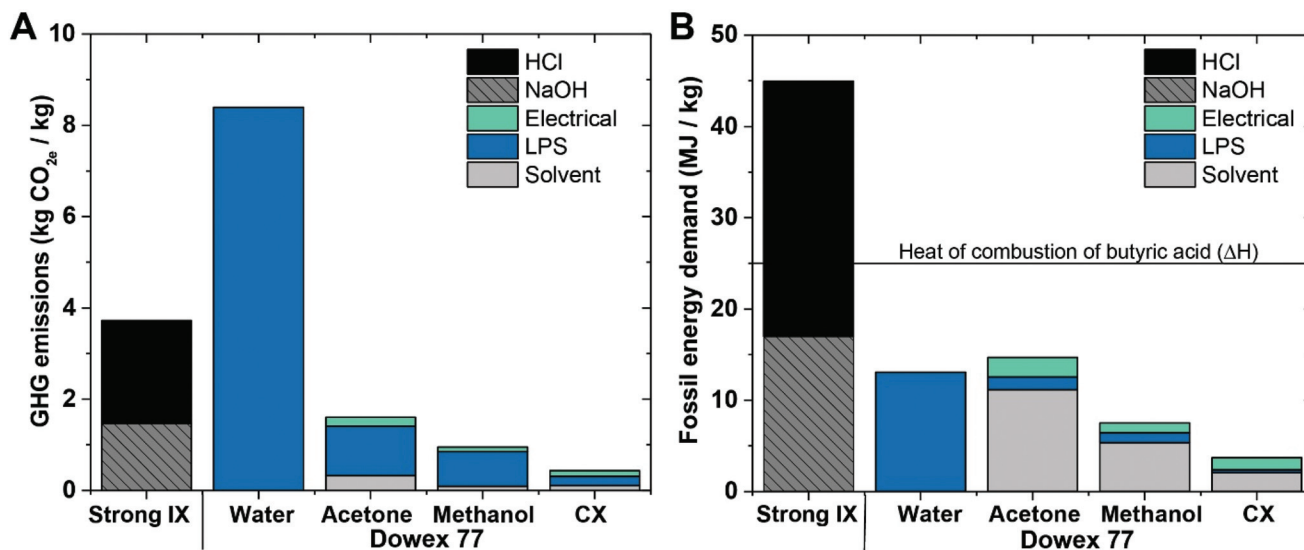 A
GHG emissions (kg CO2e / kg)
10
8
6
4
2
0
HCl
NaOH
Electrical
LPS
Solvent
Strong IX
Water
Acetone
Methanol
CX
Dowex 77
B
Fossil energy demand (MJ / kg)
50
40
30
20
10
0
HCl
NaOH
Electrical
LPS
Solvent
Heat of combustion of butyric acid (ΔH)
Strong IX
Water
Acetone
Methanol
CX
Dowex 77